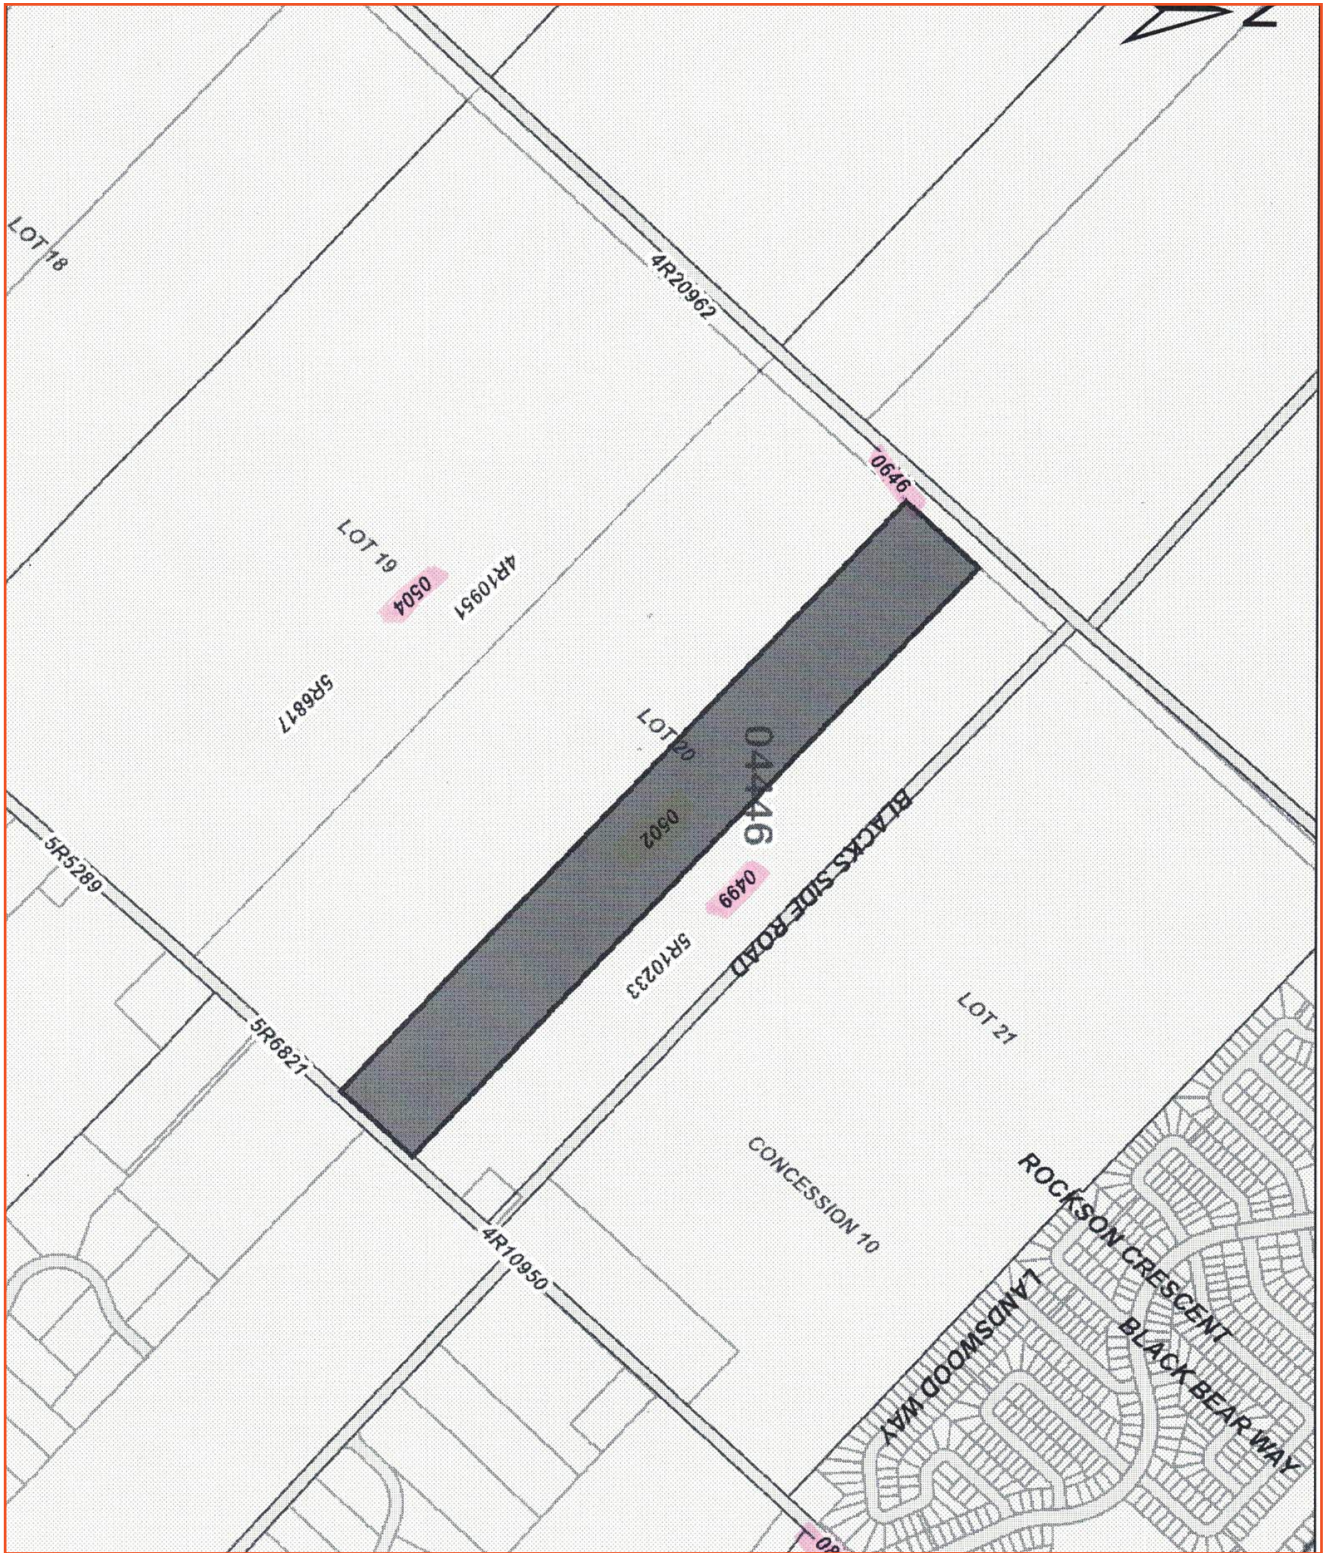 N
LOT 18
4R20962
0646
LOT 19
0504
4R10951
5R6817
LOT 20
04446
0502
5R5289
0499
BLACKS SIDE ROAD
5R10233
5R6821
LOT 21
CONCESSION 10
ROCKSON CRESCENT
4R10950
LANDSWOOD WAY
BLACK BEAR WAY